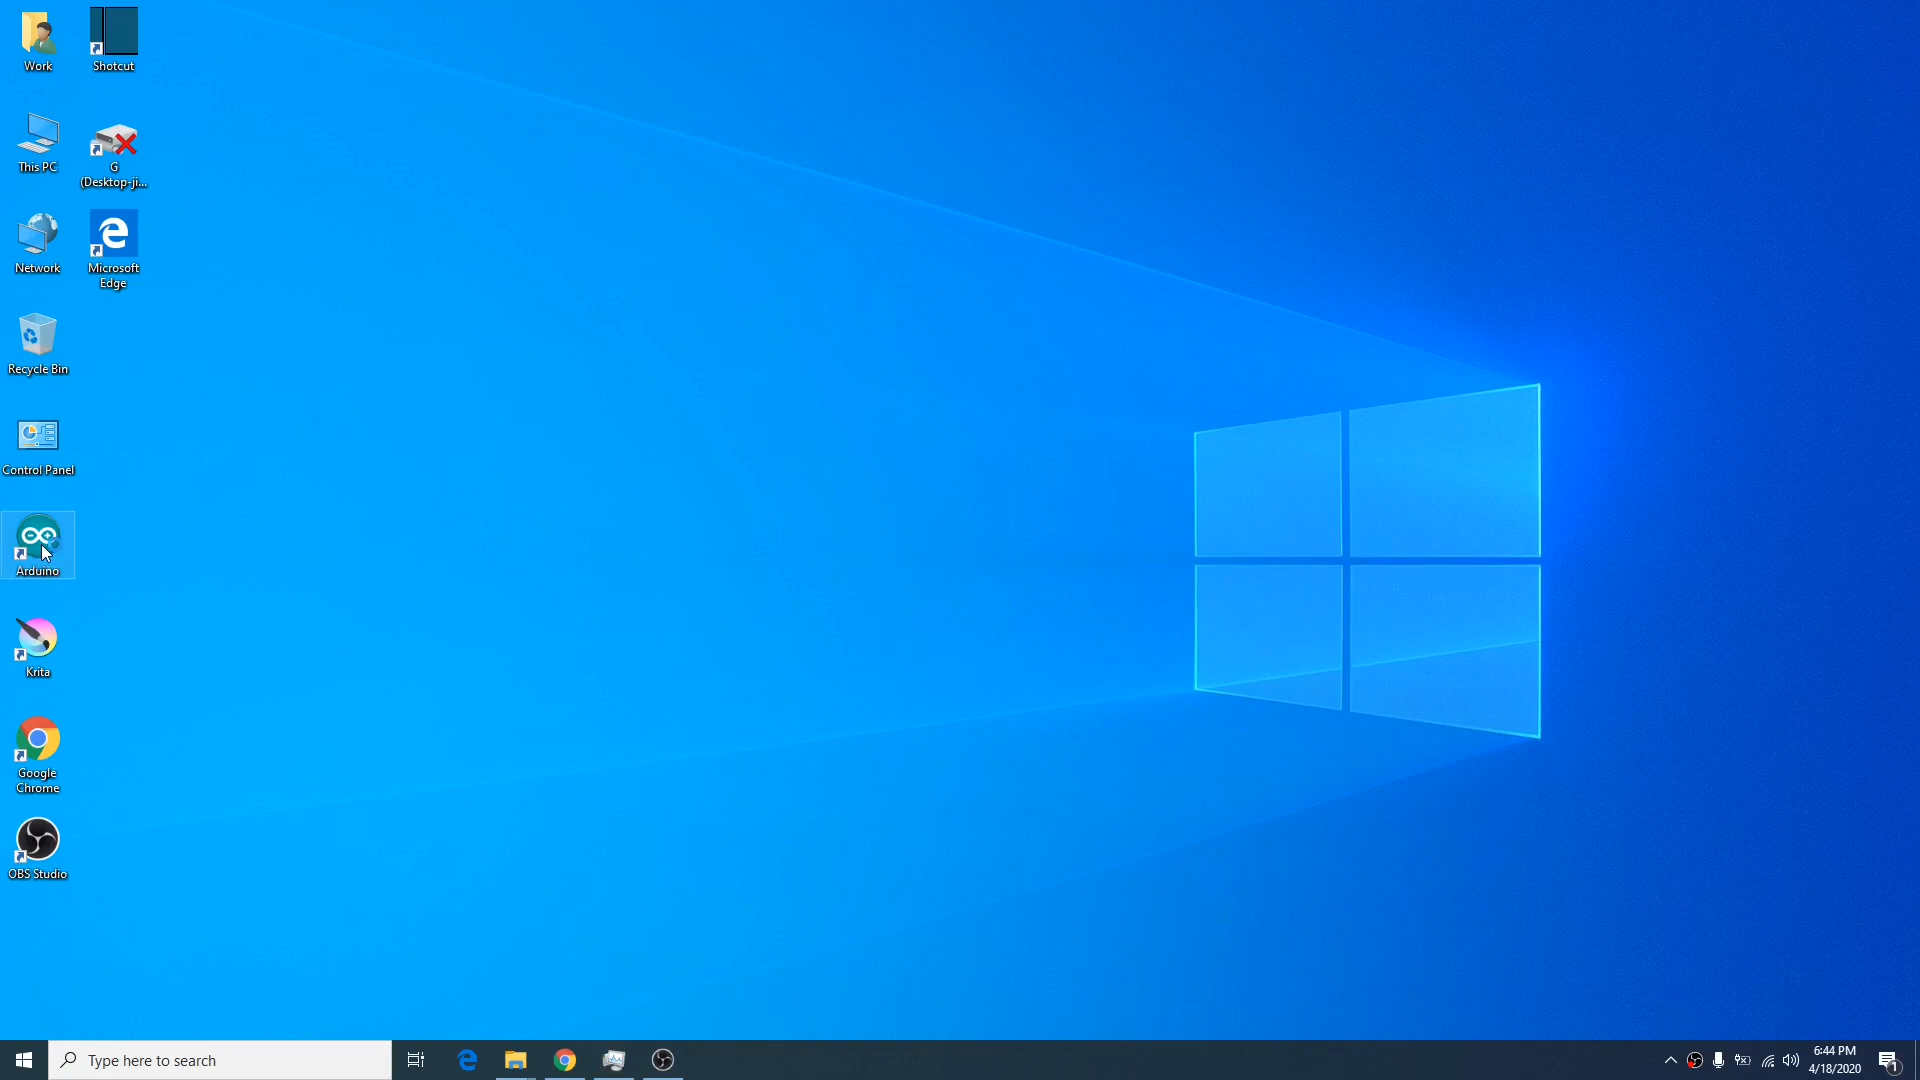 Work
Shotcut
This PC
G
(Desktop-ji...
Network
Microsoft
Edge
Recycle Bin
Control Panel
Arduino
Krita
Google
Chrome
OBS Studio
Type here to search
6:44 PM
4/18/2020
1